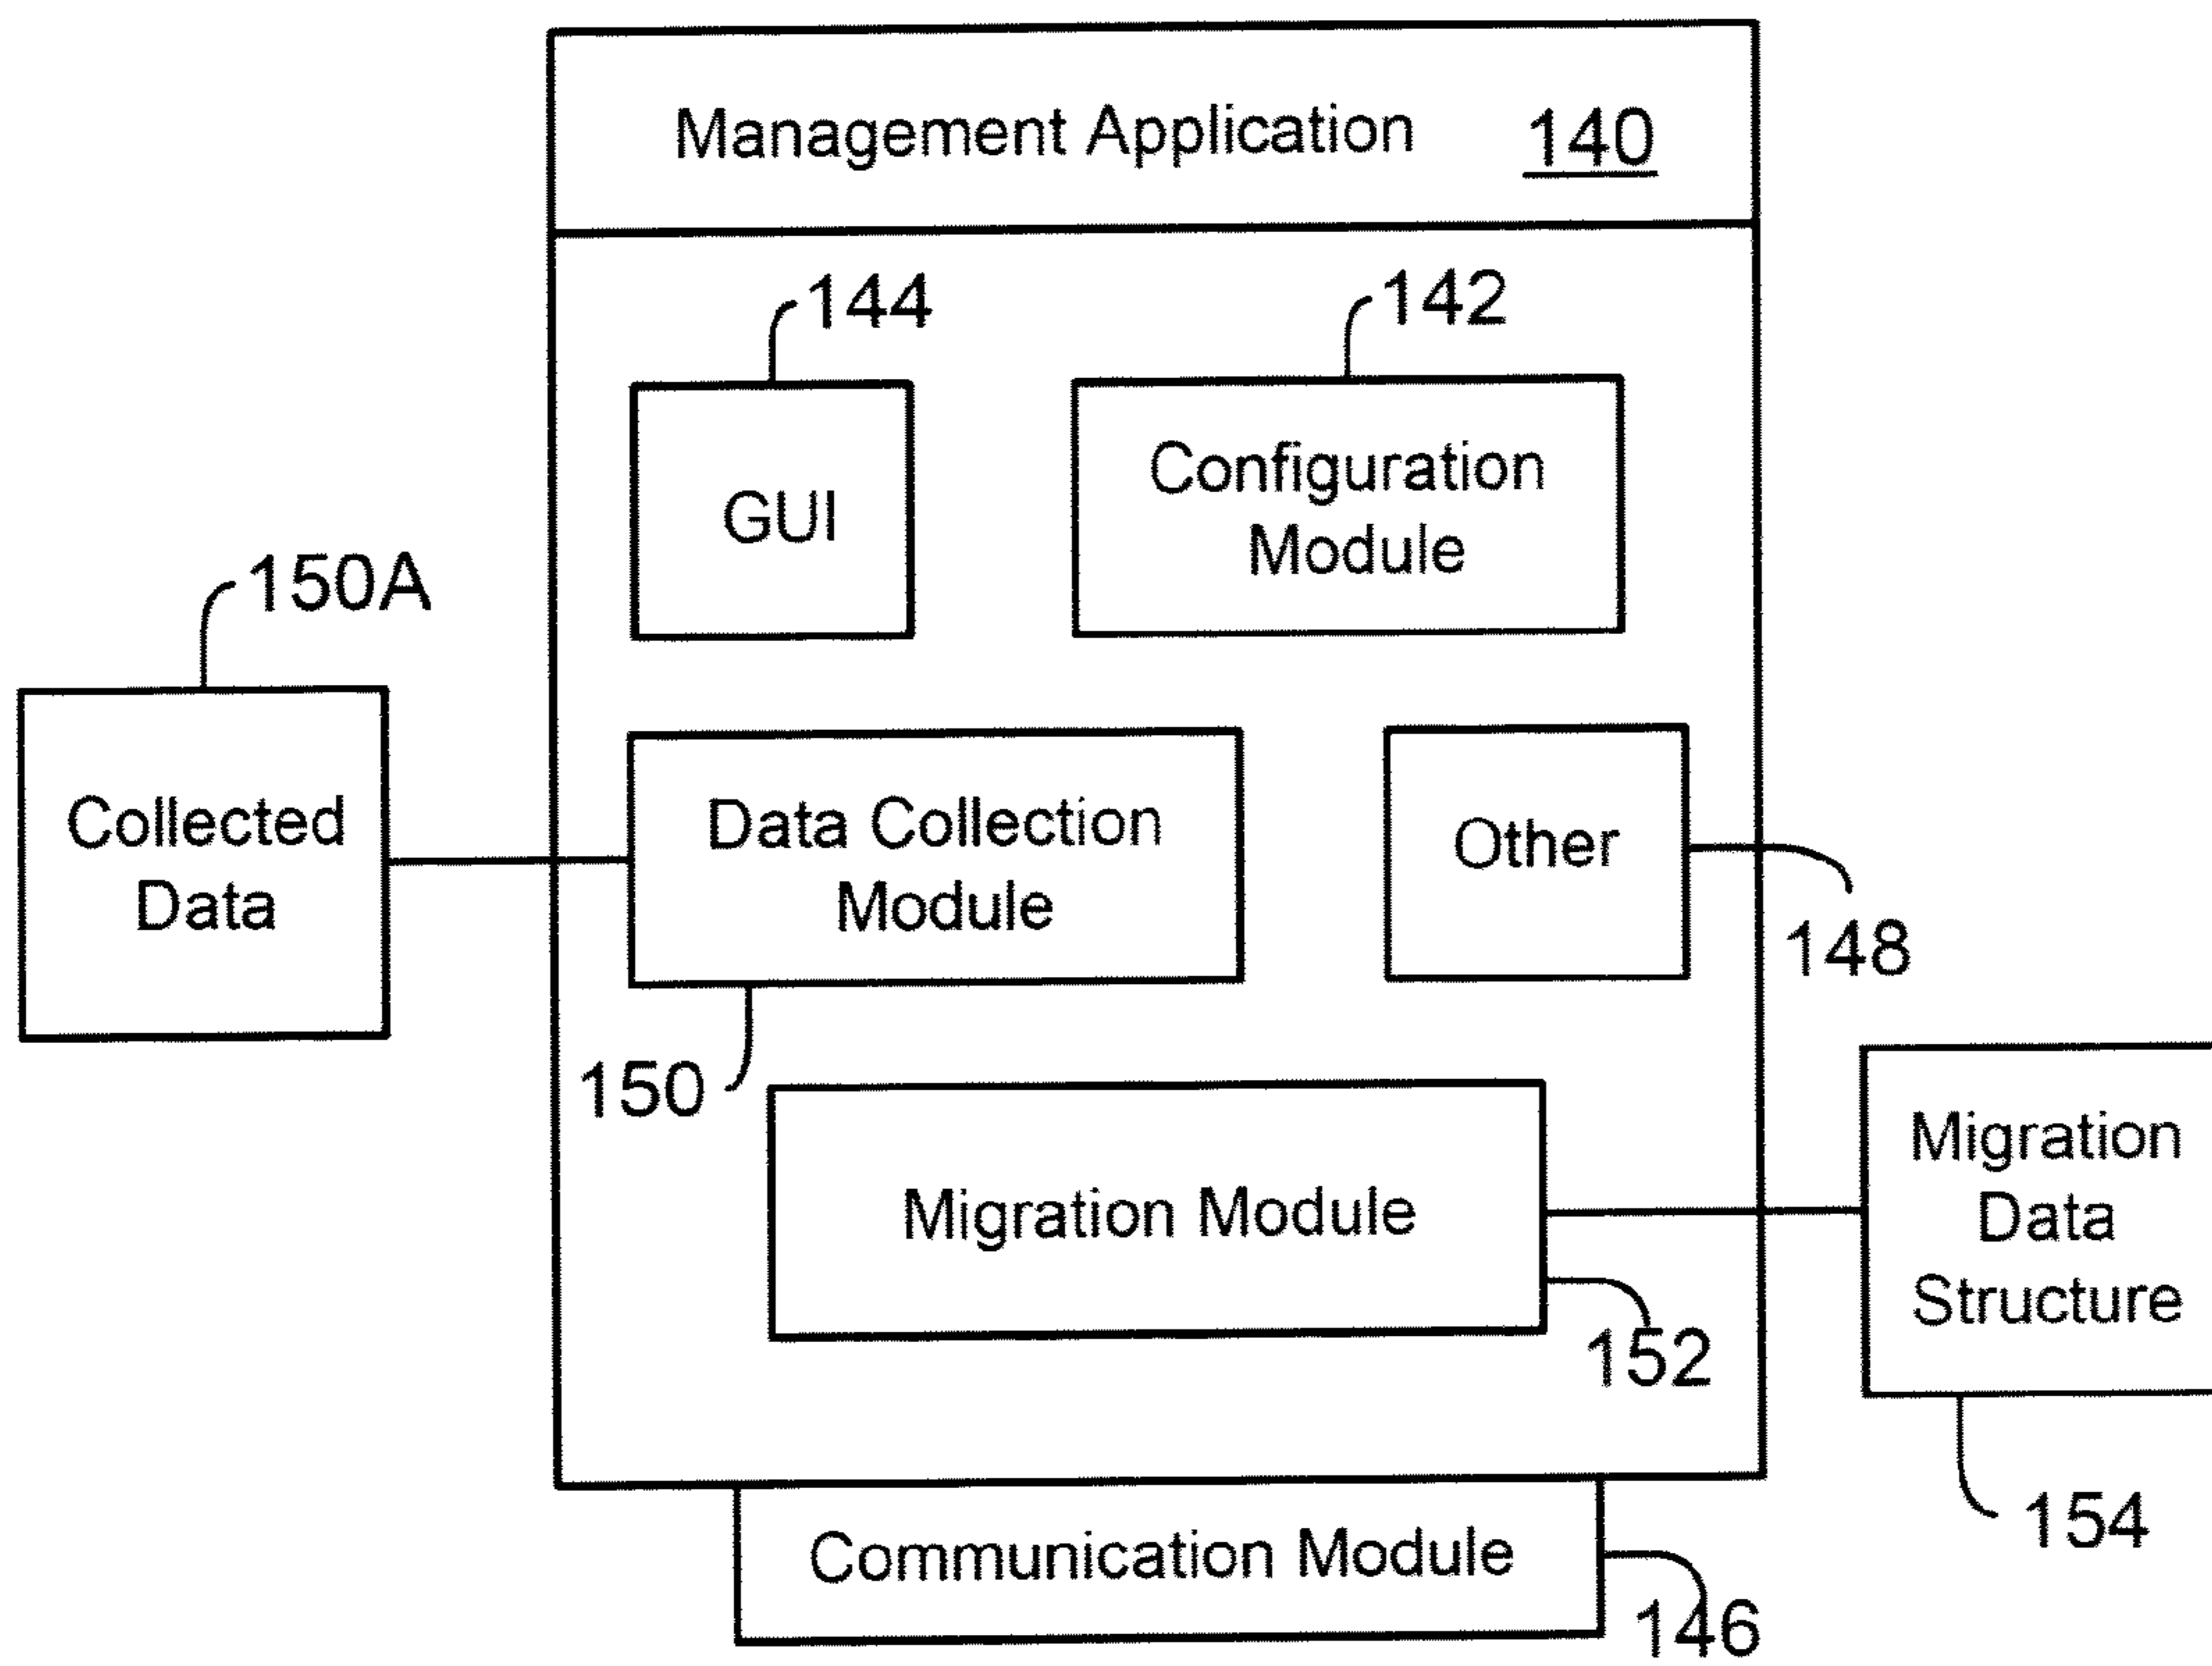 Management Application 140
144
142
GUI
Configuration
Module
150A
Collected
Data
Data Collection
Module
Other
148
150
Migration Module
152
Migration
Data
Structure
154
Communication Module
146